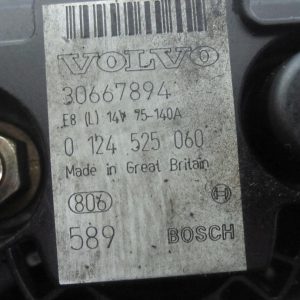 VOLVO
30667894
E8 (L) 14V 75-140A
0 124 525 060
Made in Great Britain
806
589 BOSCH